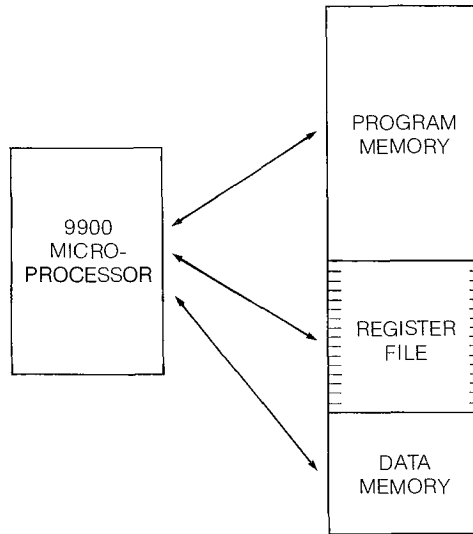 9900
MICRO-
PROCESSOR
PROGRAM
MEMORY
REGISTER
FILE
DATA
MEMORY